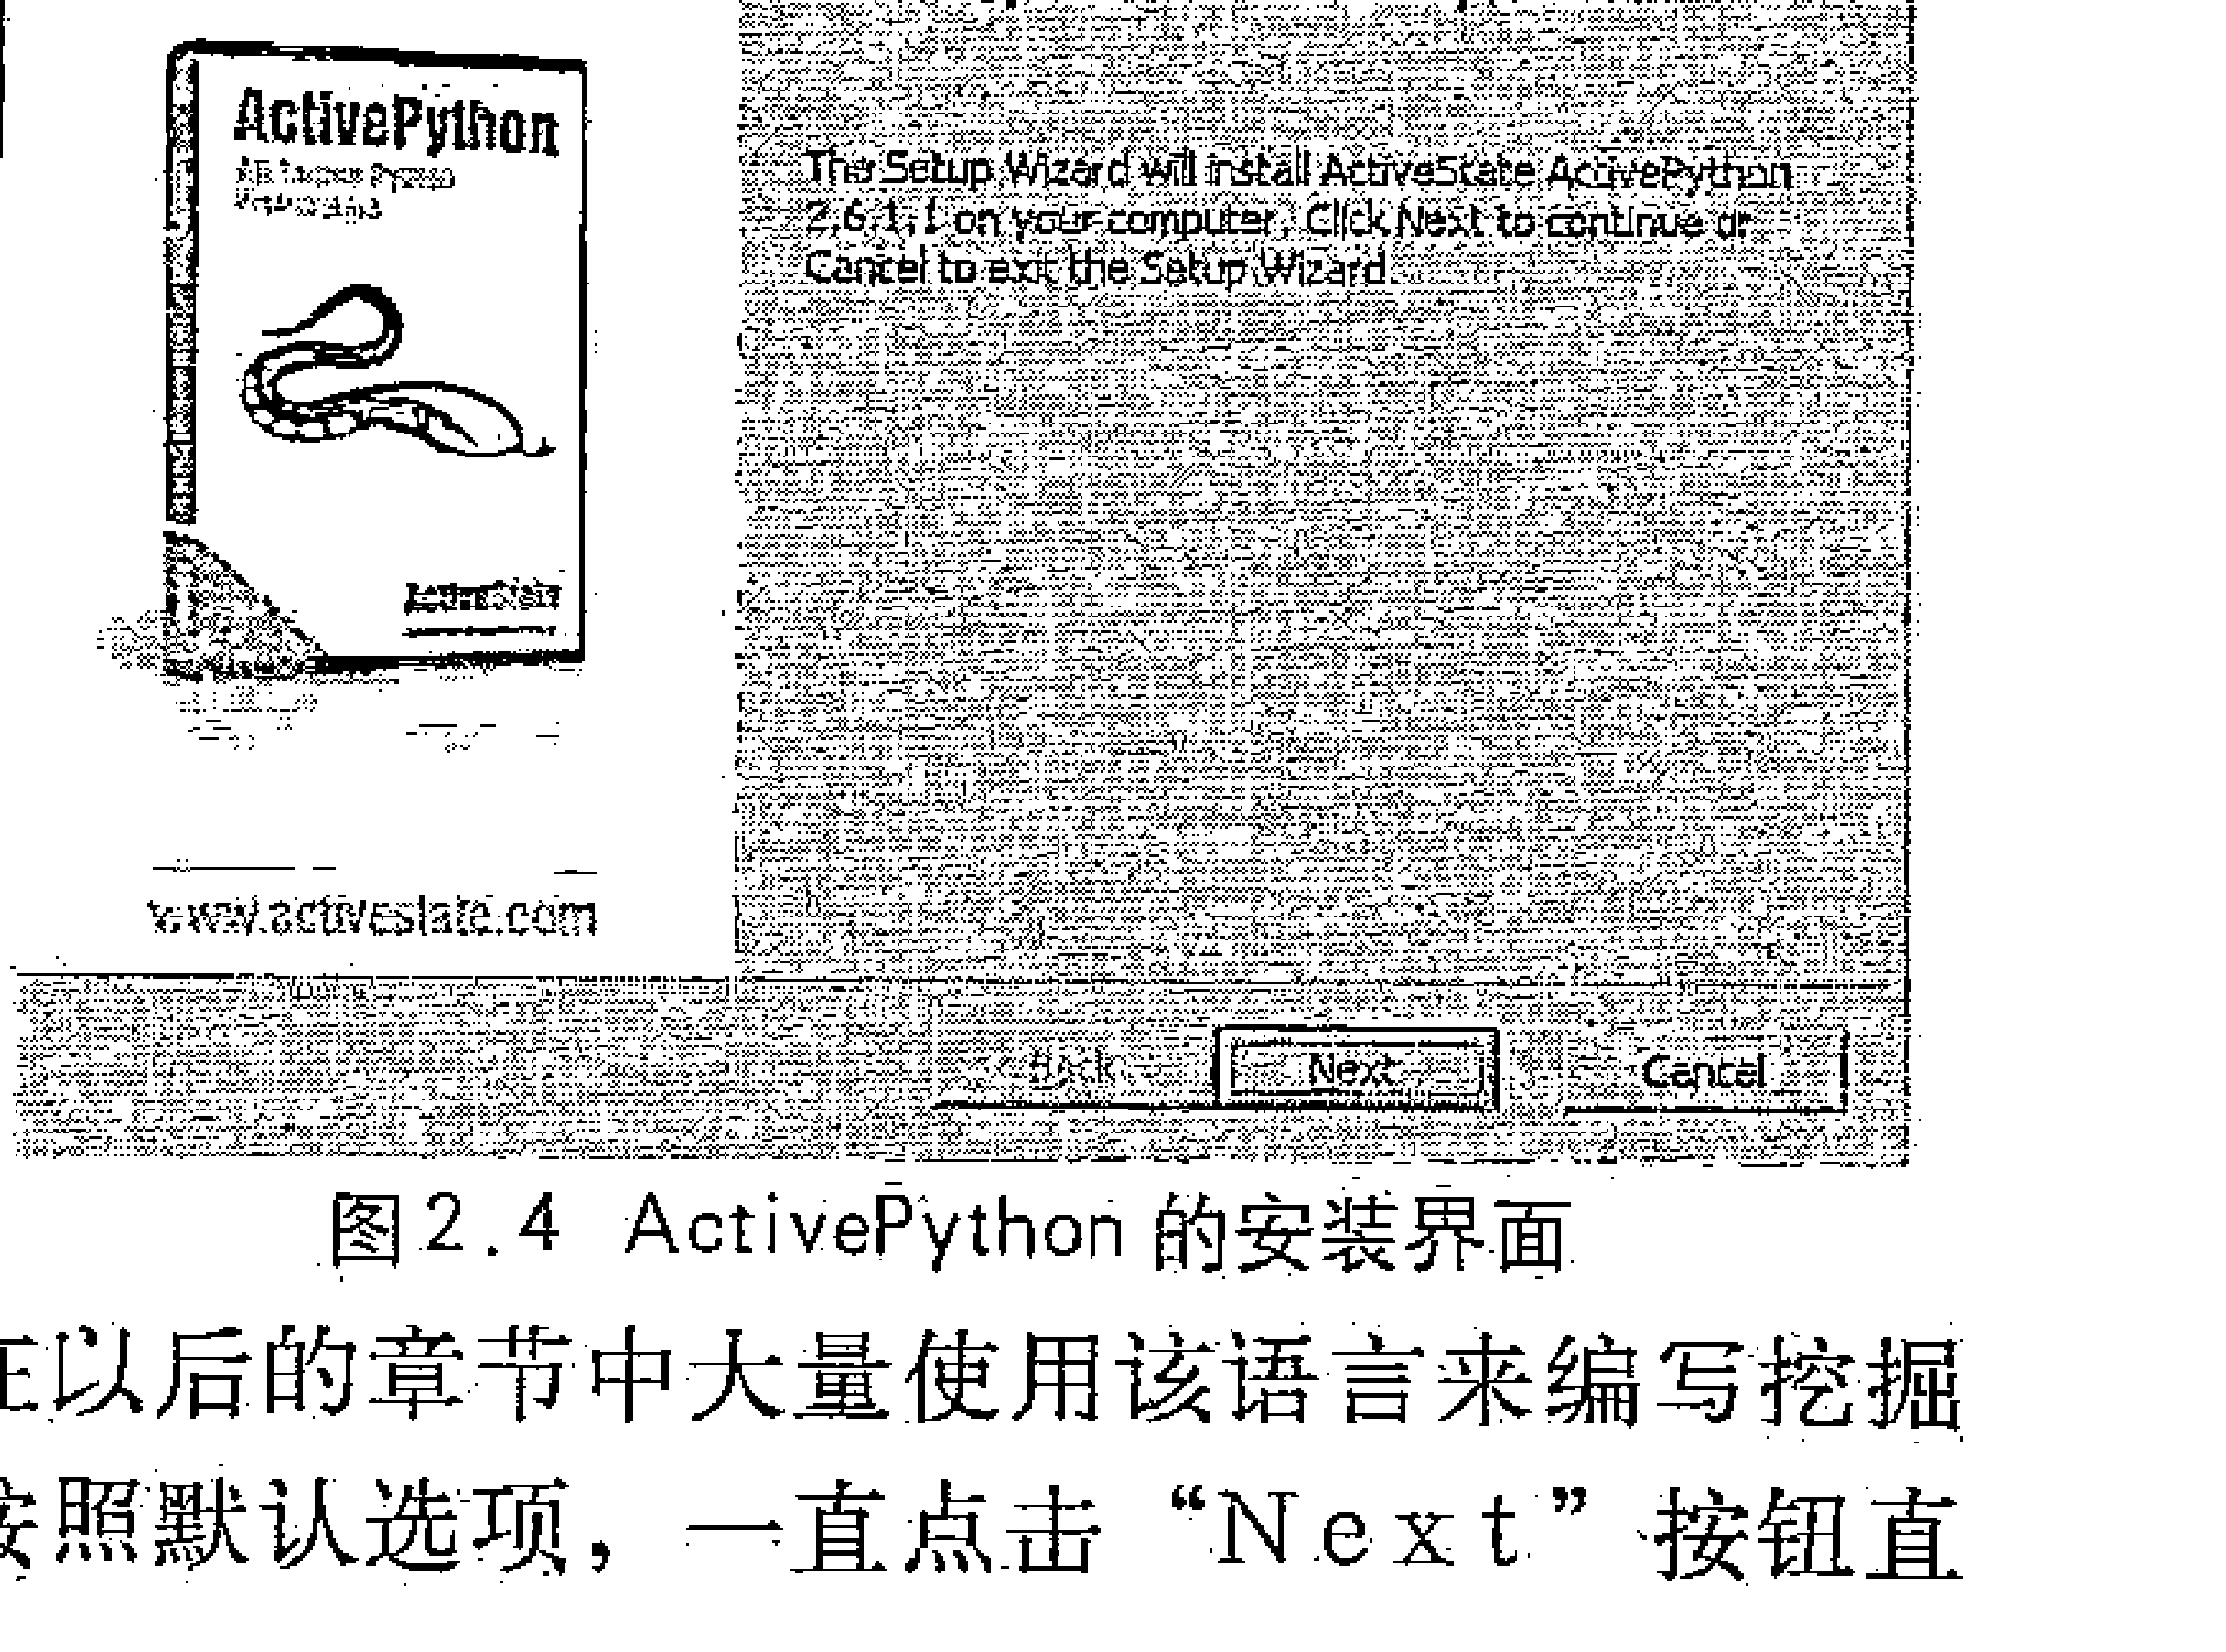 ActivePython
The Setup Wizard will install ActiveState ActivePython
2.6.1.1 on your computer. Click Next to continue or
Cancel to exit the Setup Wizard.
ActiveState
www.activestate.com
< Back
Next
Cancel
图2.4 ActivePython 的安装界面
在以后的章节中大量使用该语言来编写挖掘
按照默认选项，一直点击“Next”按钮直